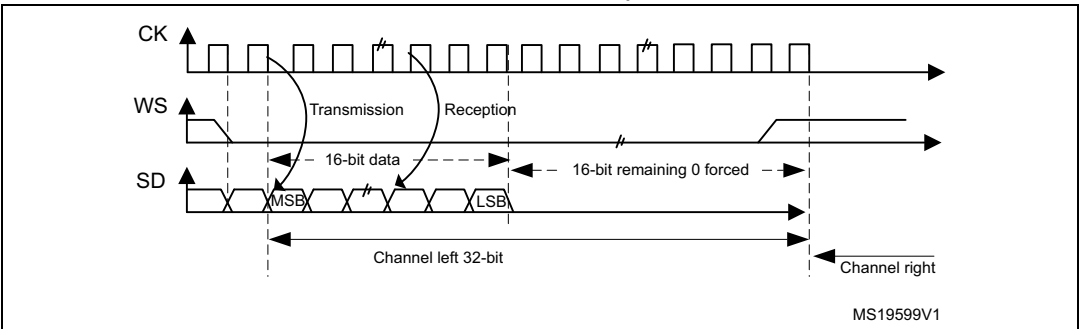 CK
WS
Transmission
Reception
16-bit data
16-bit remaining 0 forced
SD
MSB
LSB
Channel left 32-bit
Channel right
MS19599V1